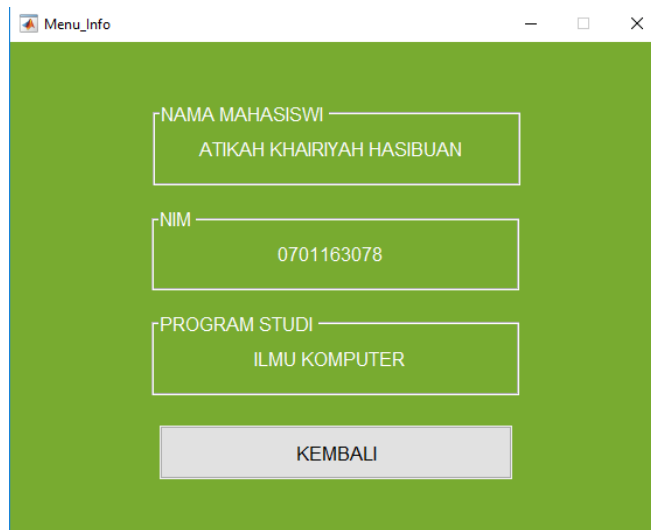 Menu_Info
NAMA MAHASISWI
ATIKAH KHAIRIYAH HASIBUAN
NIM
0701163078
PROGRAM STUDI
ILMU KOMPUTER
KEMBALI